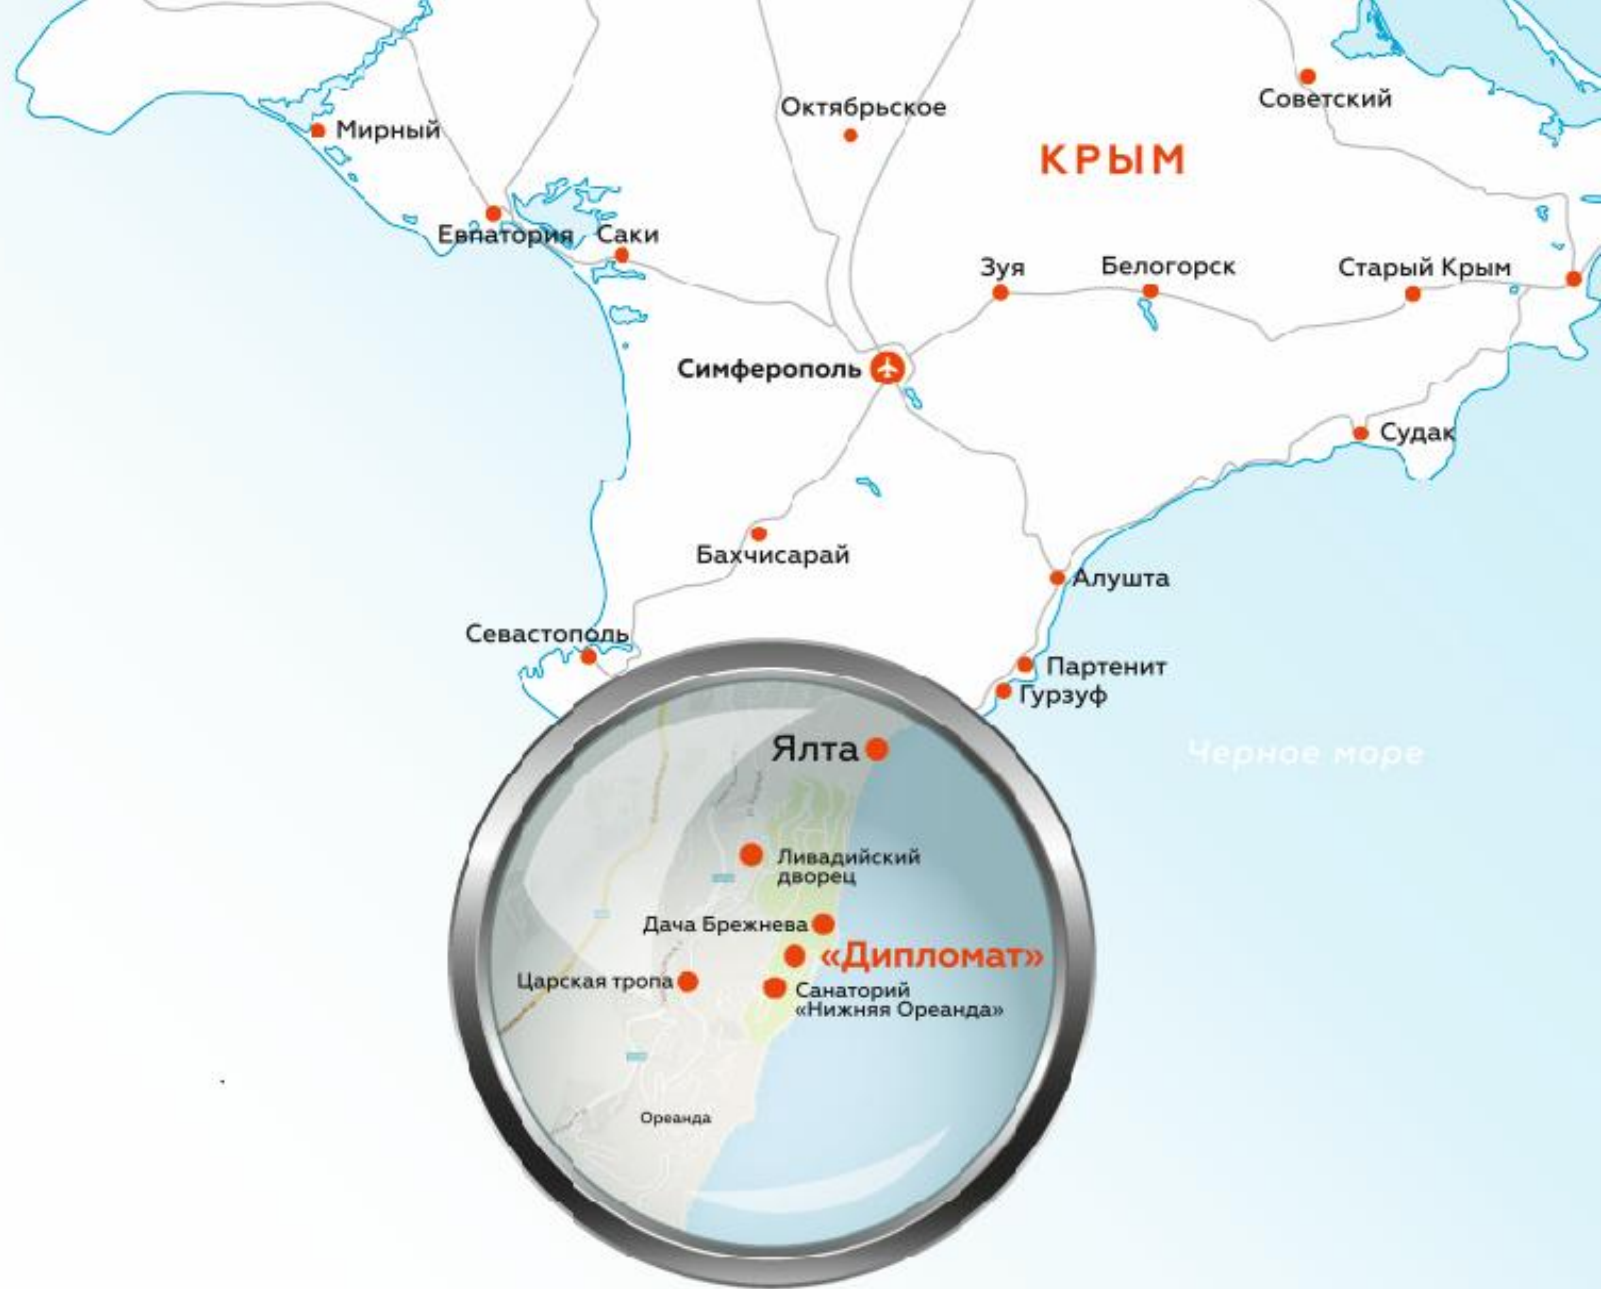 Октябрьское
Советский
Мирный
КРЫМ
Евпатория
Саки
Зуя
Белогорск
Старый Крым
Симферополь
Судак
Бахчисарай
Алушта
Севастополь
Партенит
Гурзуф
Ялта
Черное море
Ливадийский
дворец
Дача Брежнева
«Дипломат»
Царская тропа
Санаторий
«Нижняя Ореанда»
Ореанда